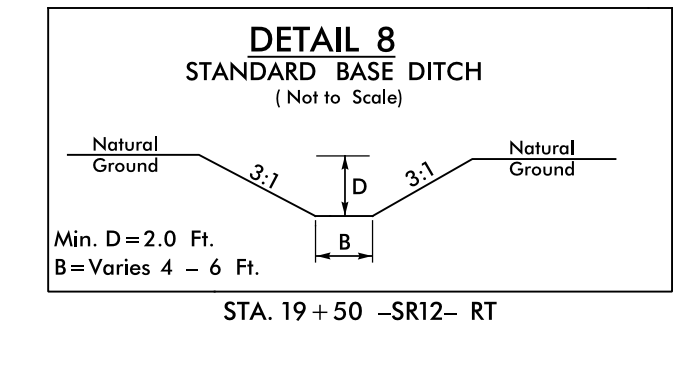 DETAIL 8
STANDARD BASE DITCH
( Not to Scale)
Natural
Ground
3:1
D
3:1
Natural
Ground
B
Min. D=2.0 Ft.
B=Varies 4 – 6 Ft.
STA. 19+50 –SR12– RT